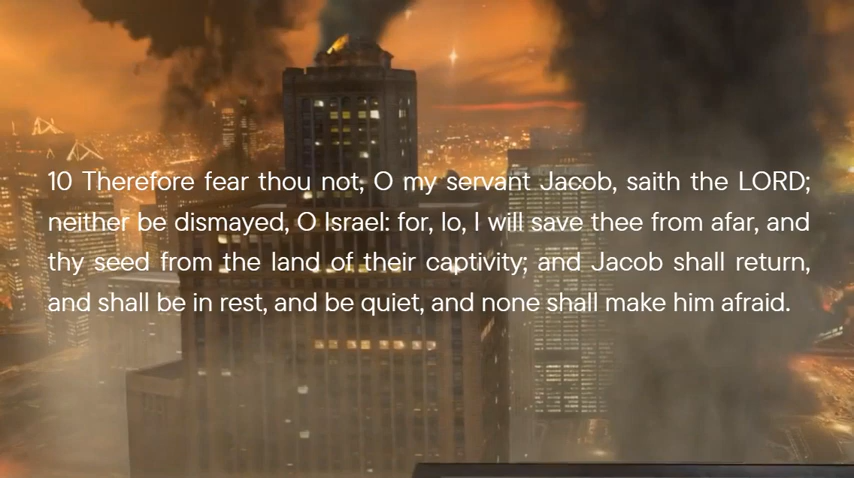 10 Therefore fear thou not, O my servant Jacob, saith the LORD;
neither be dismayed, O Israel: for, lo, I will save thee from afar, and
thy seed from the land of their captivity; and Jacob shall return,
and shall be in rest, and be quiet, and none shall make him afraid.